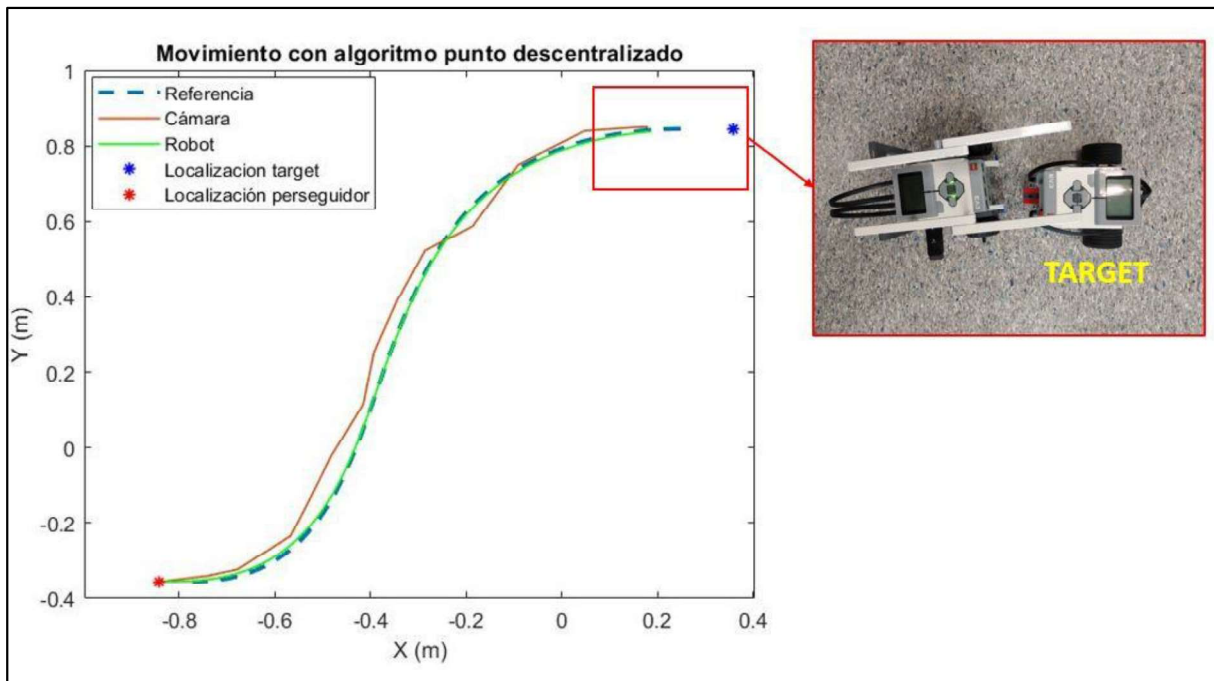 Movimiento con algoritmo punto descentralizado
1
0.8
0.6
0.4
0.2
0
-0.2
-0.4
Y (m)
Referencia
Cámara
Robot
Localizacion target
Localización perseguidor
-0.8
-0.6
-0.4
-0.2
0
0.2
0.4
X (m)
TARGET